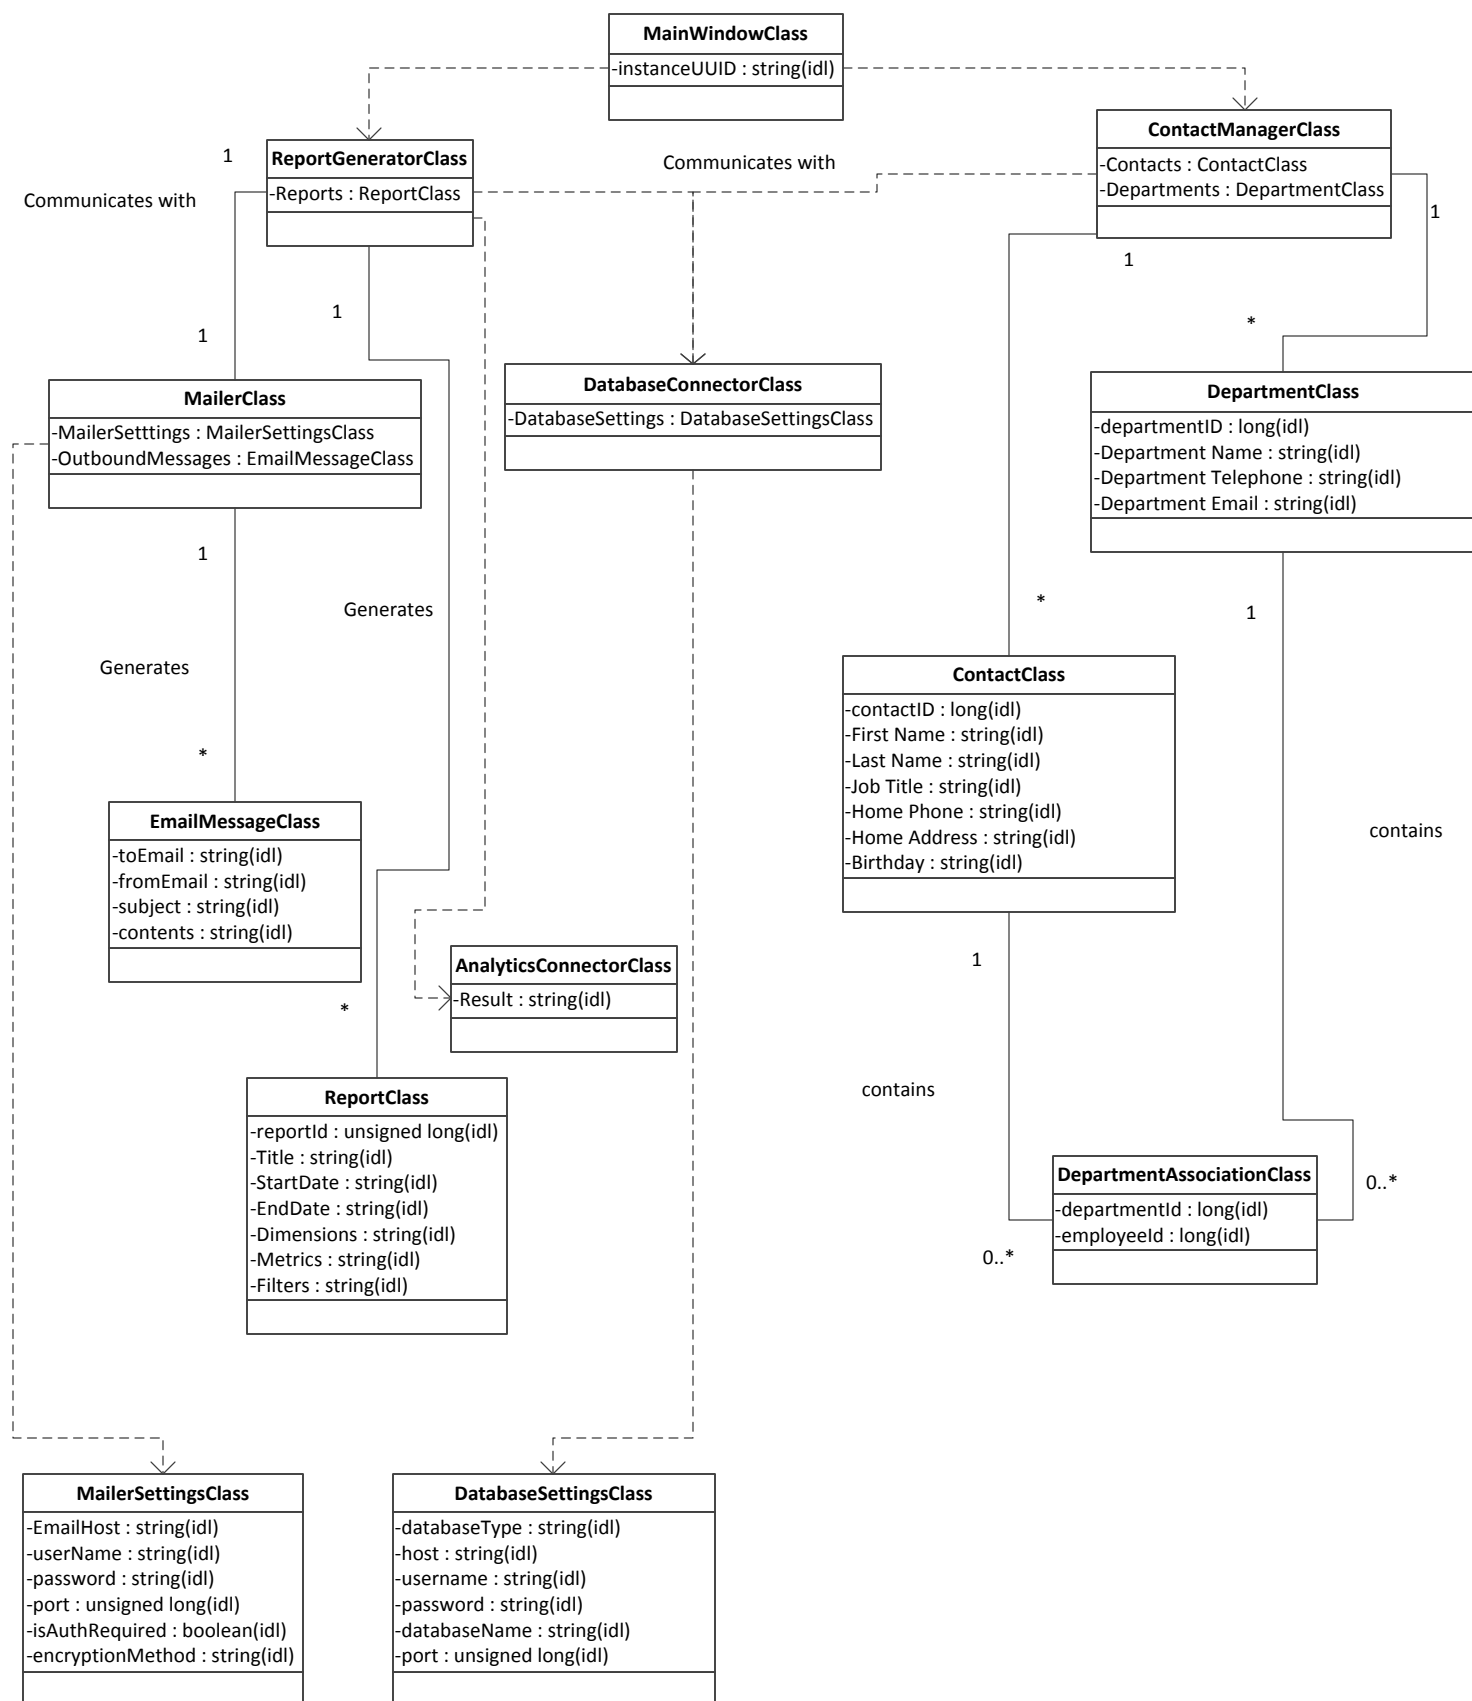 MainWindowClass
-instanceUUID : string(idl)
ContactManagerClass
-Contacts : ContactClass
-Departments : DepartmentClass
1
ReportGeneratorClass
-Reports : ReportClass
Communicates with
Communicates with
1
1
1
1
*
MailerClass
-MailerSetttings : MailerSettingsClass
-OutboundMessages : EmailMessageClass
DatabaseConnectorClass
-DatabaseSettings : DatabaseSettingsClass
DepartmentClass
-departmentID : long(idl)
-Department Name : string(idl)
-Department Telephone : string(idl)
-Department Email : string(idl)
1
Generates
*
1
Generates
ContactClass
-contactID : long(idl)
-First Name : string(idl)
-Last Name : string(idl)
-Job Title : string(idl)
-Home Phone : string(idl)
-Home Address : string(idl)
-Birthday : string(idl)
*
contains
EmailMessageClass
-toEmail : string(idl)
-fromEmail : string(idl)
-subject : string(idl)
-contents : string(idl)
AnalyticsConnectorClass
-Result : string(idl)
1
*
contains
ReportClass
-reportId : unsigned long(idl)
-Title : string(idl)
-StartDate : string(idl)
-EndDate : string(idl)
-Dimensions : string(idl)
-Metrics : string(idl)
-Filters : string(idl)
DepartmentAssociationClass
-departmentId : long(idl)
-employeeId : long(idl)
0..*
0..*
MailerSettingsClass
-EmailHost : string(idl)
-userName : string(idl)
-password : string(idl)
-port : unsigned long(idl)
-isAuthRequired : boolean(idl)
-encryptionMethod : string(idl)
DatabaseSettingsClass
-databaseType : string(idl)
-host : string(idl)
-username : string(idl)
-password : string(idl)
-databaseName : string(idl)
-port : unsigned long(idl)